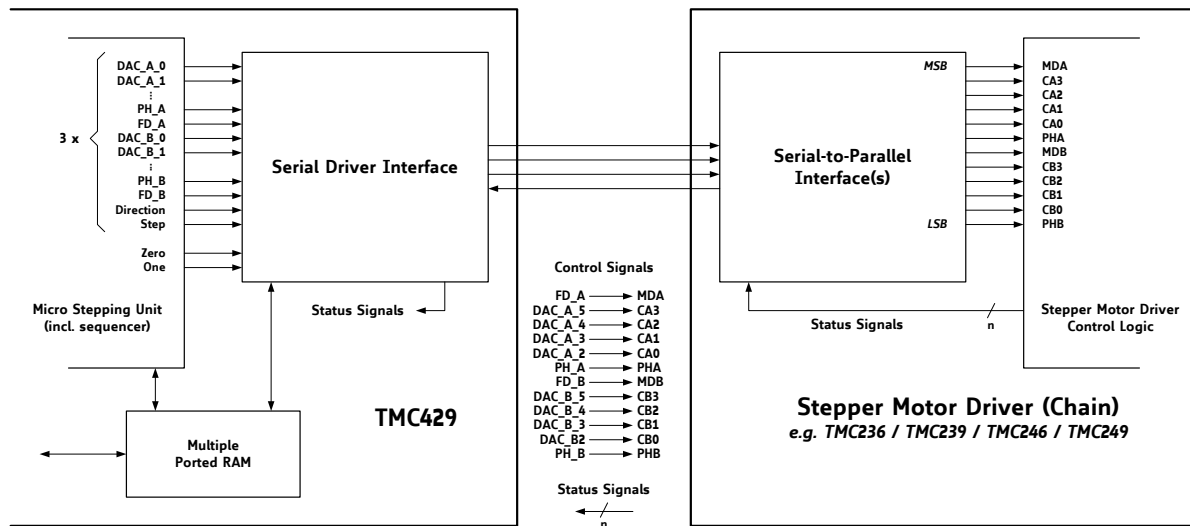 DAC_A_0
DAC_A_1
⋮
PH_A
FD_A
DAC_B_0
DAC_B_1
⋮
PH_B
FD_B
Direction
Step
3 x
Zero
One
Micro Stepping Unit
(incl. sequencer)
Serial Driver Interface
Status Signals
Multiple
Ported RAM
TMC429
Control Signals
FD_A MDA
DAC_A_5 CA3
DAC_A_4 CA2
DAC_A_3 CA1
DAC_A_2 CA0
PH_A PHA
FD_B MDB
DAC_B_5 CB3
DAC_B_4 CB2
DAC_B_3 CB1
DAC_B2 CB0
PH_B PHB
Status Signals
n
Serial-to-Parallel
Interface(s)
MSB
LSB
MDA
CA3
CA2
CA1
CA0
PHA
MDB
CB3
CB2
CB1
CB0
PHB
Status Signals
n
Stepper Motor Driver
Control Logic
Stepper Motor Driver (Chain)
e.g. TMC236 / TMC239 / TMC246 / TMC249